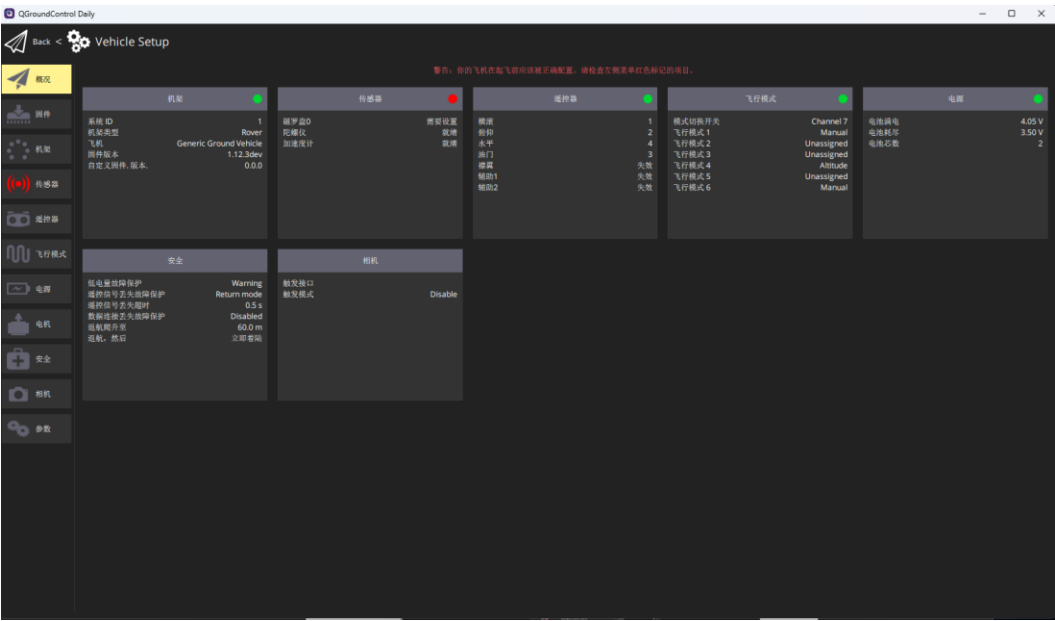 QGroundControl Daily
Back < Vehicle Setup
警告：你的飞机在起飞前应该被正确配置。请检查左侧菜单红色标记的项目。
概况
固件
机架
传感器
遥控器
飞行模式
电源
电机
安全
相机
参数
机架
系统 ID 1
机架类型 Rover
飞机 Generic Ground Vehicle
固件版本 1.12.3dev
自定义固件. 版本. 0.0.0
传感器
磁罗盘0 需要设置
陀螺仪 就绪
加速度计 就绪
遥控器
横滚 1
俯仰 2
水平 4
油门 3
襟翼 失效
辅助1 失效
辅助2 失效
飞行模式
模式切换开关 Channel 7
飞行模式 1 Manual
飞行模式 2 Unassigned
飞行模式 3 Unassigned
飞行模式 4 Altitude
飞行模式 5 Unassigned
飞行模式 6 Manual
电源
电池满电 4.05 V
电池耗尽 3.50 V
电池芯数 2
安全
低电量故障保护 Warning
遥控信号丢失故障保护 Return mode
遥控信号丢失超时 0.5 s
数据连接丢失故障保护 Disabled
返航爬升至 60.0 m
返航，然后 立即着陆
相机
触发接口
触发模式 Disable